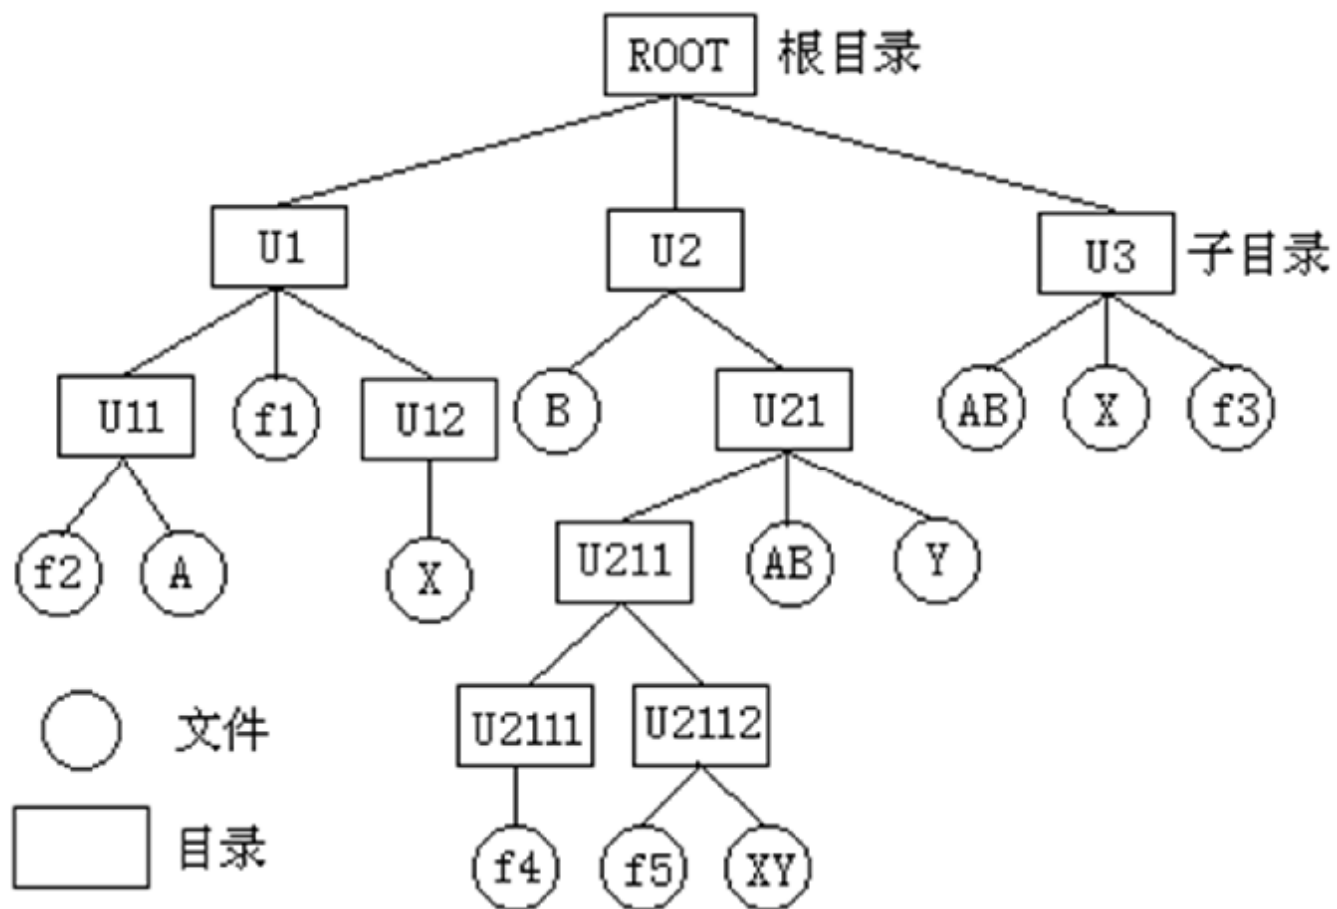 ROOT 根目录
U1 U2 U3 子目录
U11 f1 U12 B U21 AB X f3
f2 A X U211 AB Y
U2111 U2112
文件
目录
f4 f5 XY